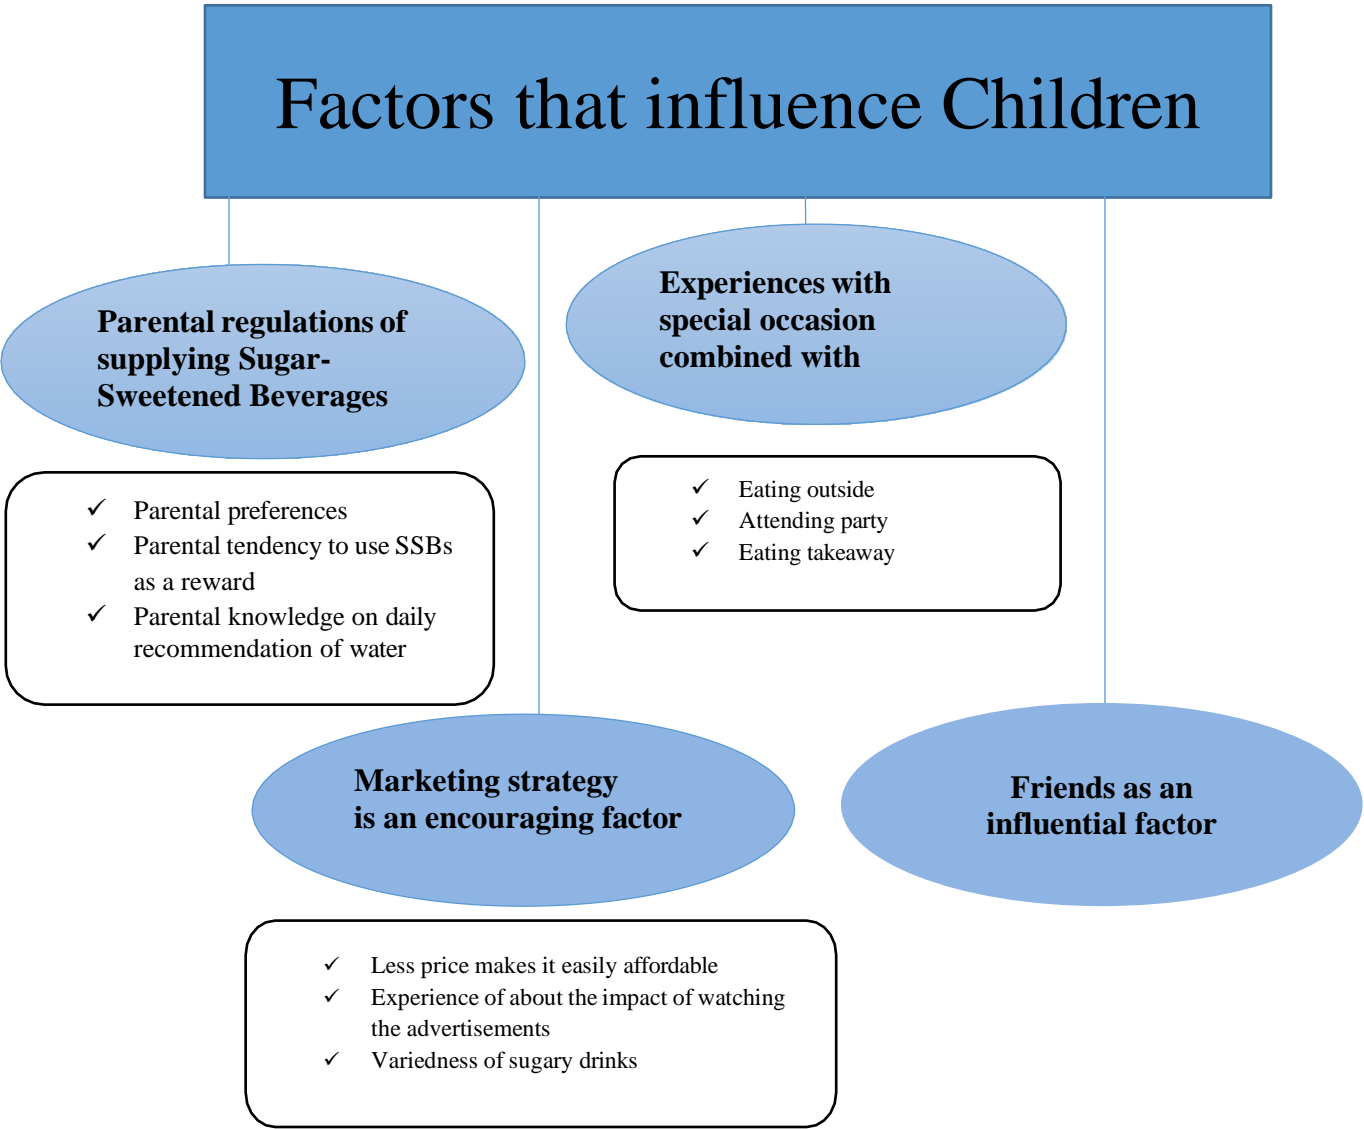 Factors that influence Children
Parental regulations of
supplying Sugar-
Sweetened Beverages
✓ Parental preferences
✓ Parental tendency to use SSBs
as a reward
✓ Parental knowledge on daily
recommendation of water
Experiences with
special occasion
combined with
✓ Eating outside
✓ Attending party
✓ Eating takeaway
Marketing strategy
is an encouraging factor
✓ Less price makes it easily affordable
✓ Experience of about the impact of watching
the advertisements
✓ Variedness of sugary drinks
Friends as an
influential factor